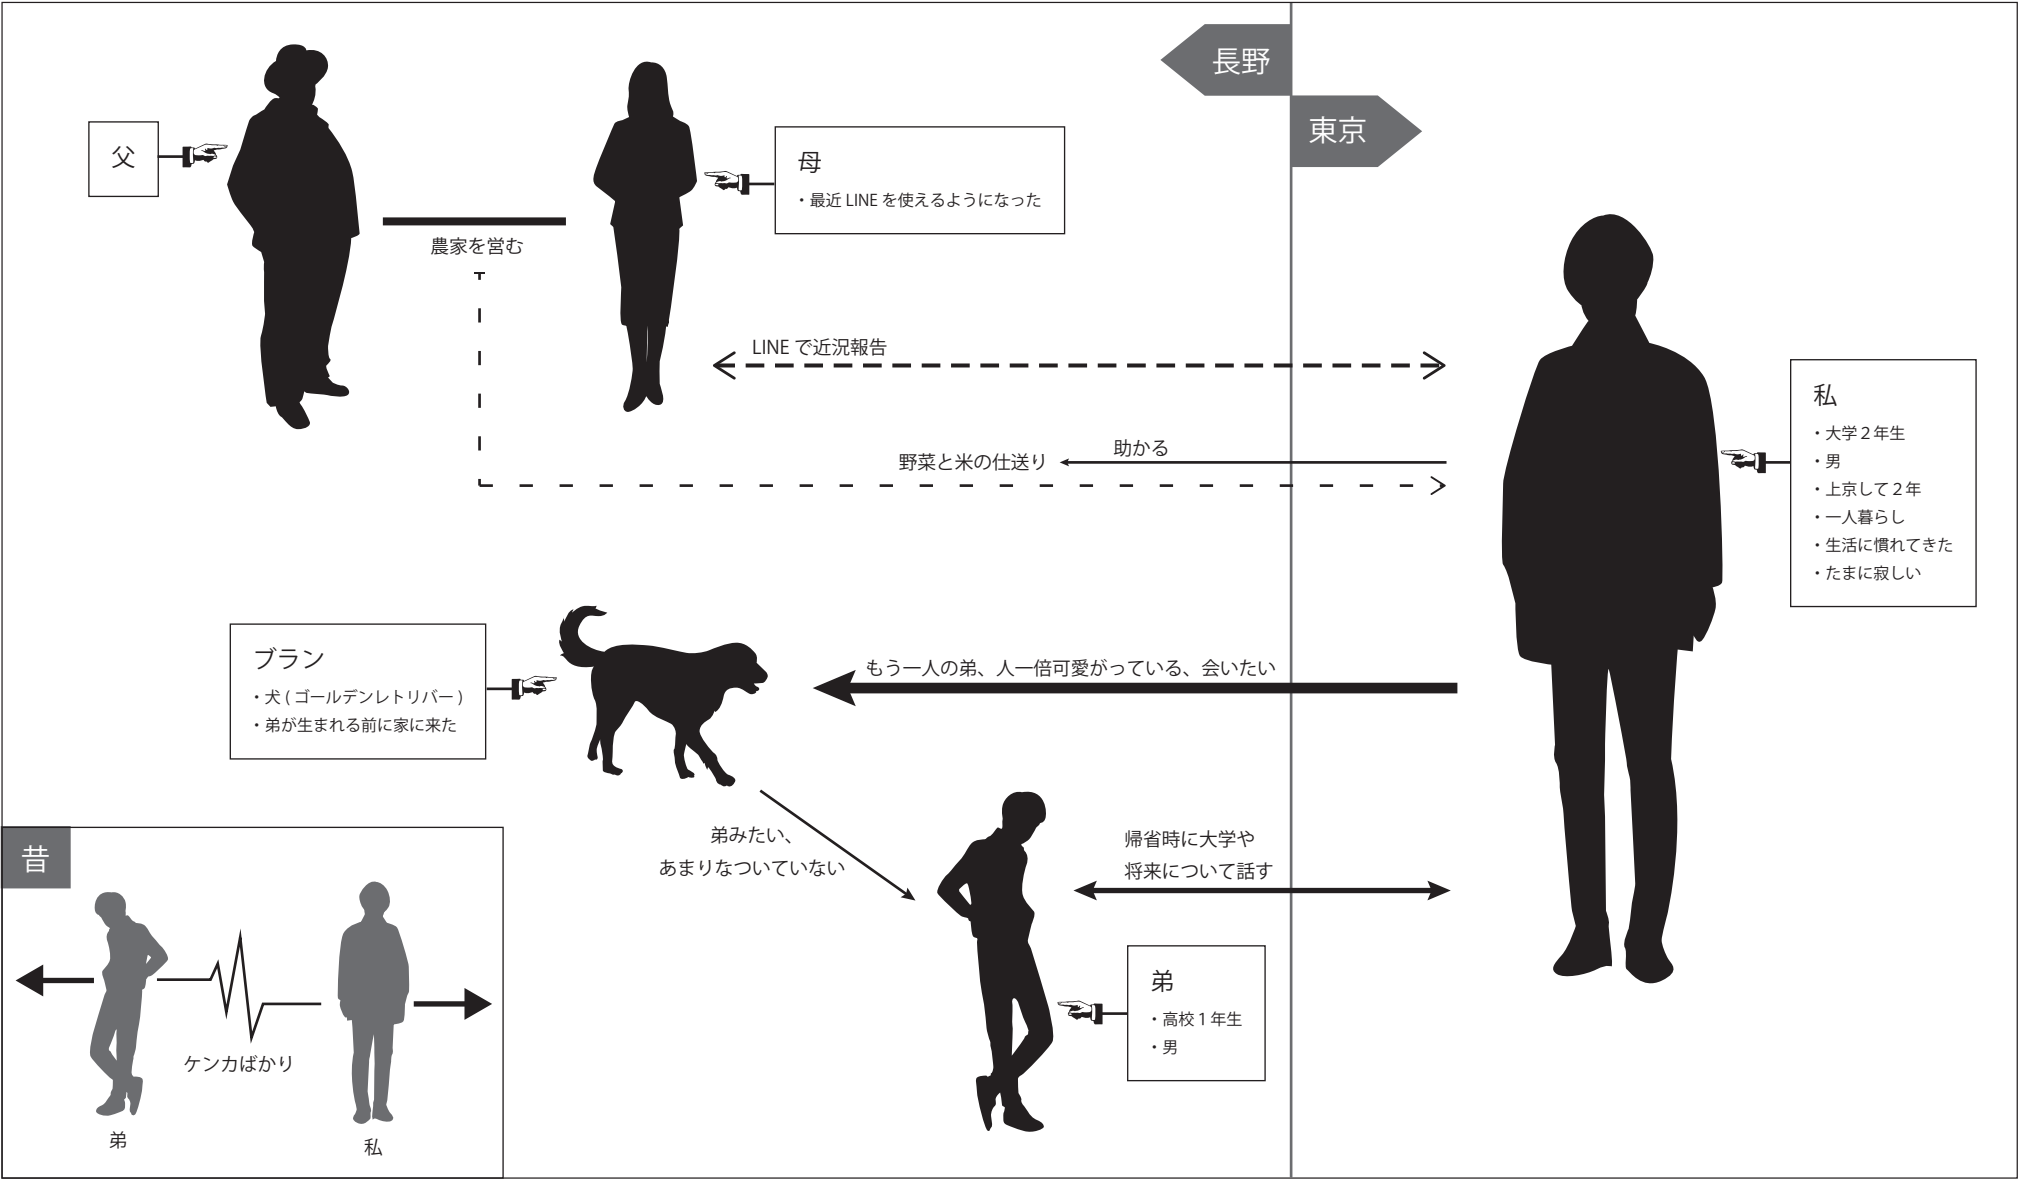 長野
東京
父
母
・最近 LINE を使えるようになった
農家を営む
LINE で近況報告
助かる
野菜と米の仕送り
私
・大学２年生
・男
・上京して２年
・一人暮らし
・生活に慣れてきた
・たまに寂しい
ブラン
・犬 ( ゴールデンレトリバー )
・弟が生まれる前に家に来た
もう一人の弟、人一倍可愛がっている、会いたい
弟みたい、
あまりなついていない
帰省時に大学や
将来について話す
弟
・高校１年生
・男
昔
ケンカばかり
弟
私